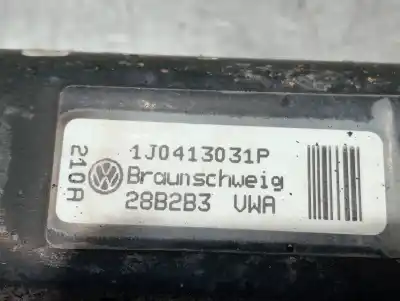 1J0413031P
Braunschweig
28B2B3 VWA
210A